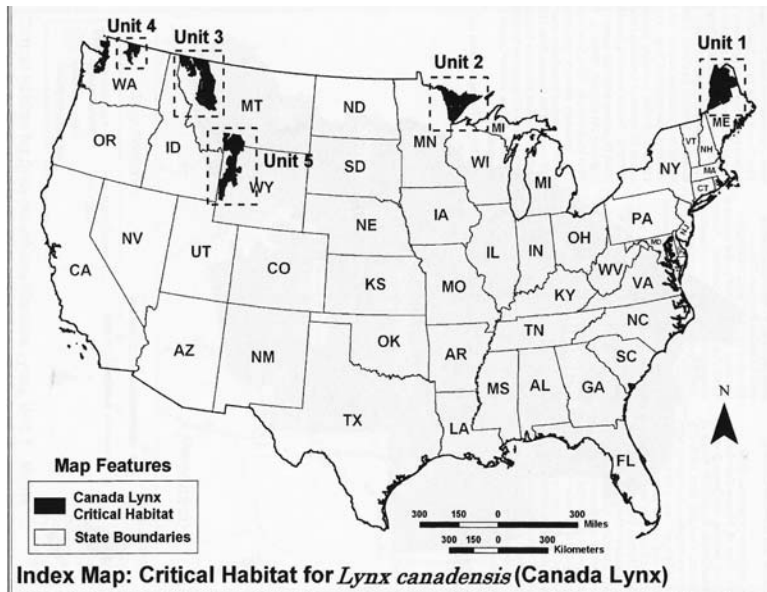 Unit 4
Unit 3
Unit 2
Unit 1
WA
MT
ND
MN
ME
VT
NH
OR
ID
Unit 5
WY
SD
WI
MI
MI
NY
MA
CT
NV
UT
NE
IA
IL
IN
OH
PA
NJ
MD
CA
CO
KS
MO
WV
VA
KY
AZ
NM
OK
AR
TN
NC
SC
TX
LA
MS
AL
GA
FL
N
Map Features
Canada Lynx
Critical Habitat
State Boundaries
300 150 0 300
Miles
300 150 0 300
Kilometers
Index Map: Critical Habitat for Lynx canadensis (Canada Lynx)